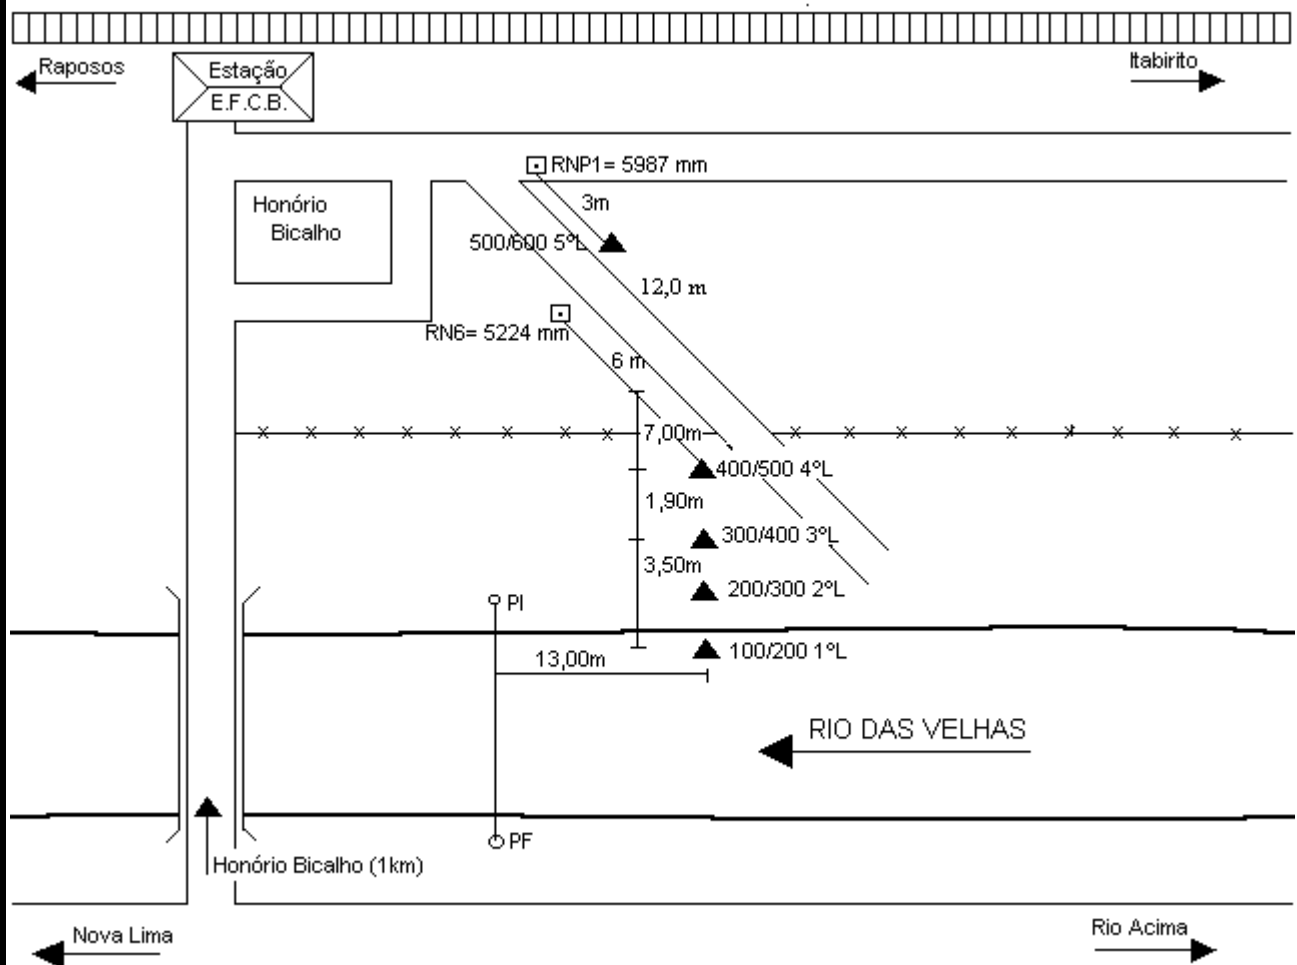 Raposos
Estação
E.F.C.B.
Itabirito
RNP1= 5987 mm
Honório
Bicalho
3m
500/600 5°L
12,0 m
RN6= 5224 mm
6 m
7,00m
400/500 4°L
1,90m
300/400 3°L
3,50m
200/300 2°L
PI
100/200 1°L
13,00m
RIO DAS VELHAS
PF
Honório Bicalho (1km)
Nova Lima
Rio Acima